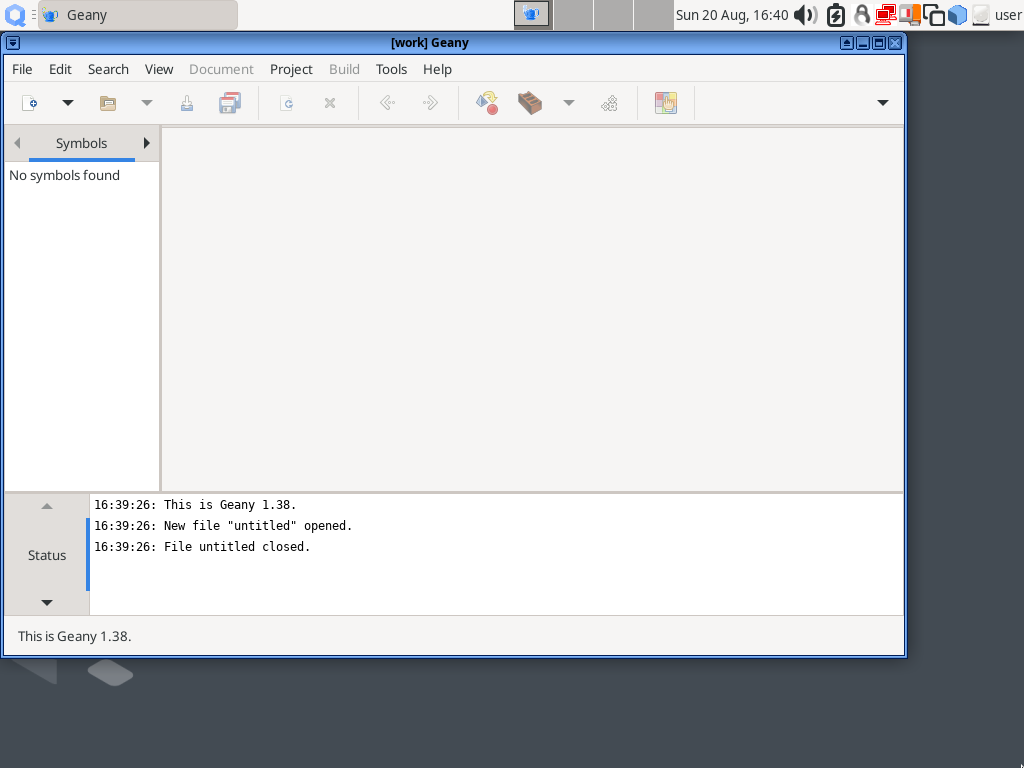 Geany
Sun 20 Aug, 16:40
user
[work] Geany
File Edit Search View Document Project Build Tools Help
Symbols
No symbols found
16:39:26: This is Geany 1.38.
16:39:26: New file "untitled" opened.
16:39:26: File untitled closed.
Status
This is Geany 1.38.